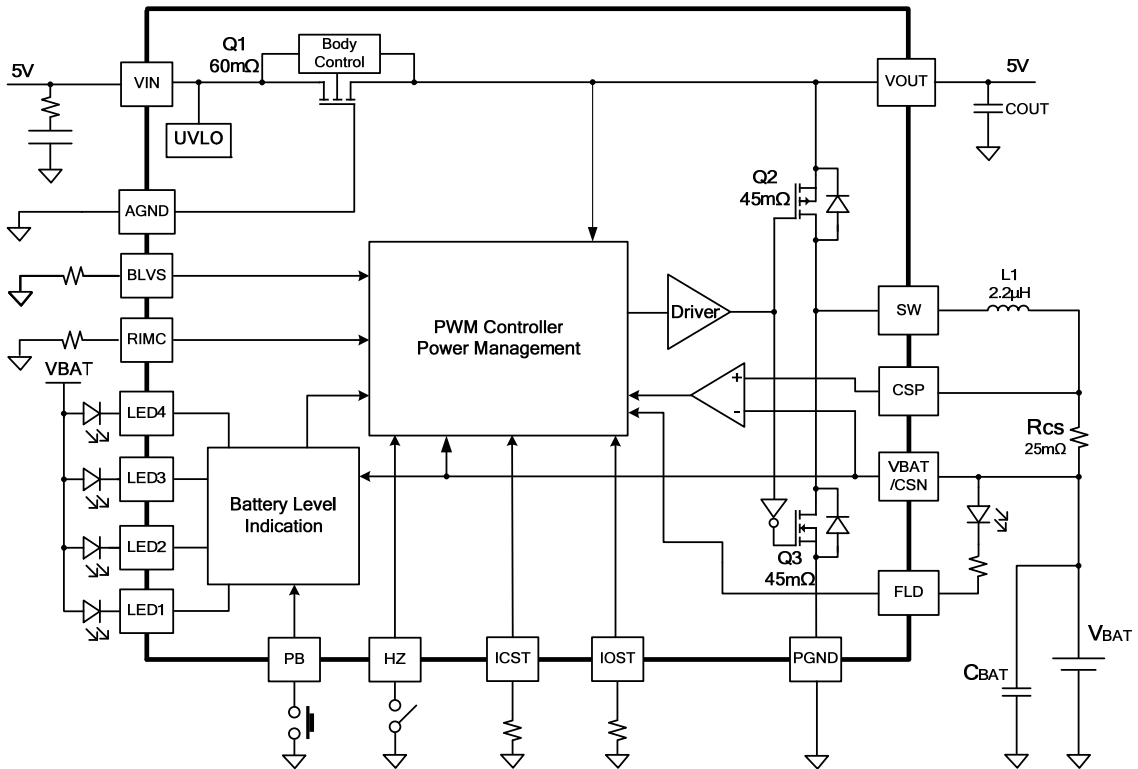 Q1
60mΩ
Body
Control
5V
VIN
VOUT
5V
UVLO
COUT
Q2
45mΩ
AGND
BLVS
L1
2.2μH
Driver
SW
PWM Controller
Power Management
RIMC
VBAT
+
CSP
LED4
-
Rcs
25mΩ
LED3
VBAT
/CSN
Battery Level
Indication
LED2
Q3
45mΩ
FLD
LED1
VBAT
PB
HZ
ICST
IOST
PGND
CBAT